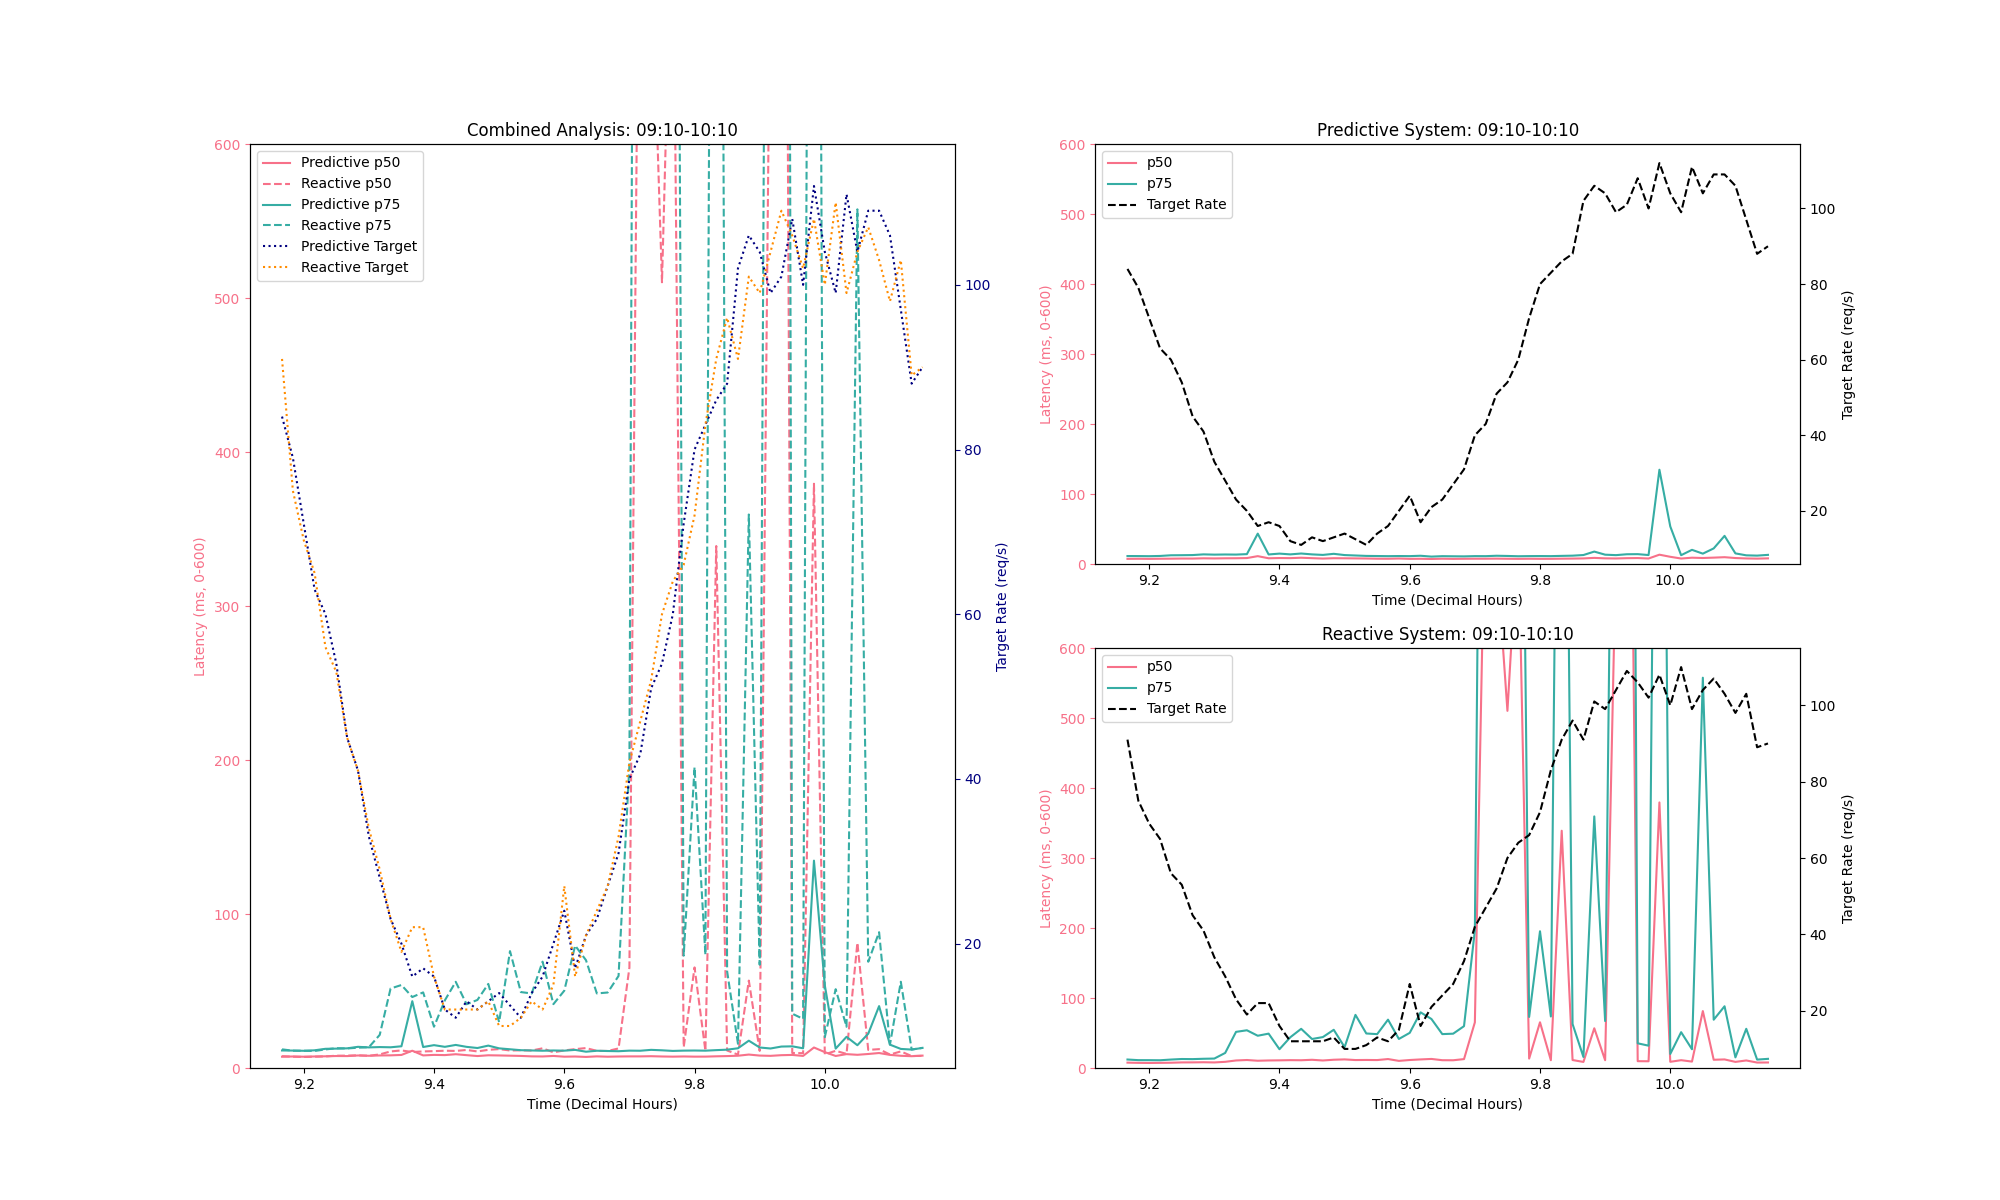 Combined Analysis: 09:10-10:10
Predictive p50
Reactive p50
Predictive p75
Reactive p75
Predictive Target
Reactive Target
600
500
400
300
200
100
0
Latency (ms, 0-600)
100
80
60
40
20
Target Rate (req/s)
9.2 9.4 9.6 9.8 10.0
Time (Decimal Hours)
Predictive System: 09:10-10:10
p50
p75
Target Rate
600
500
400
300
200
100
0
Latency (ms, 0-600)
100
80
60
40
20
Target Rate (req/s)
9.2 9.4 9.6 9.8 10.0
Time (Decimal Hours)
Reactive System: 09:10-10:10
p50
p75
Target Rate
600
500
400
300
200
100
0
Latency (ms, 0-600)
100
80
60
40
20
Target Rate (req/s)
9.2 9.4 9.6 9.8 10.0
Time (Decimal Hours)